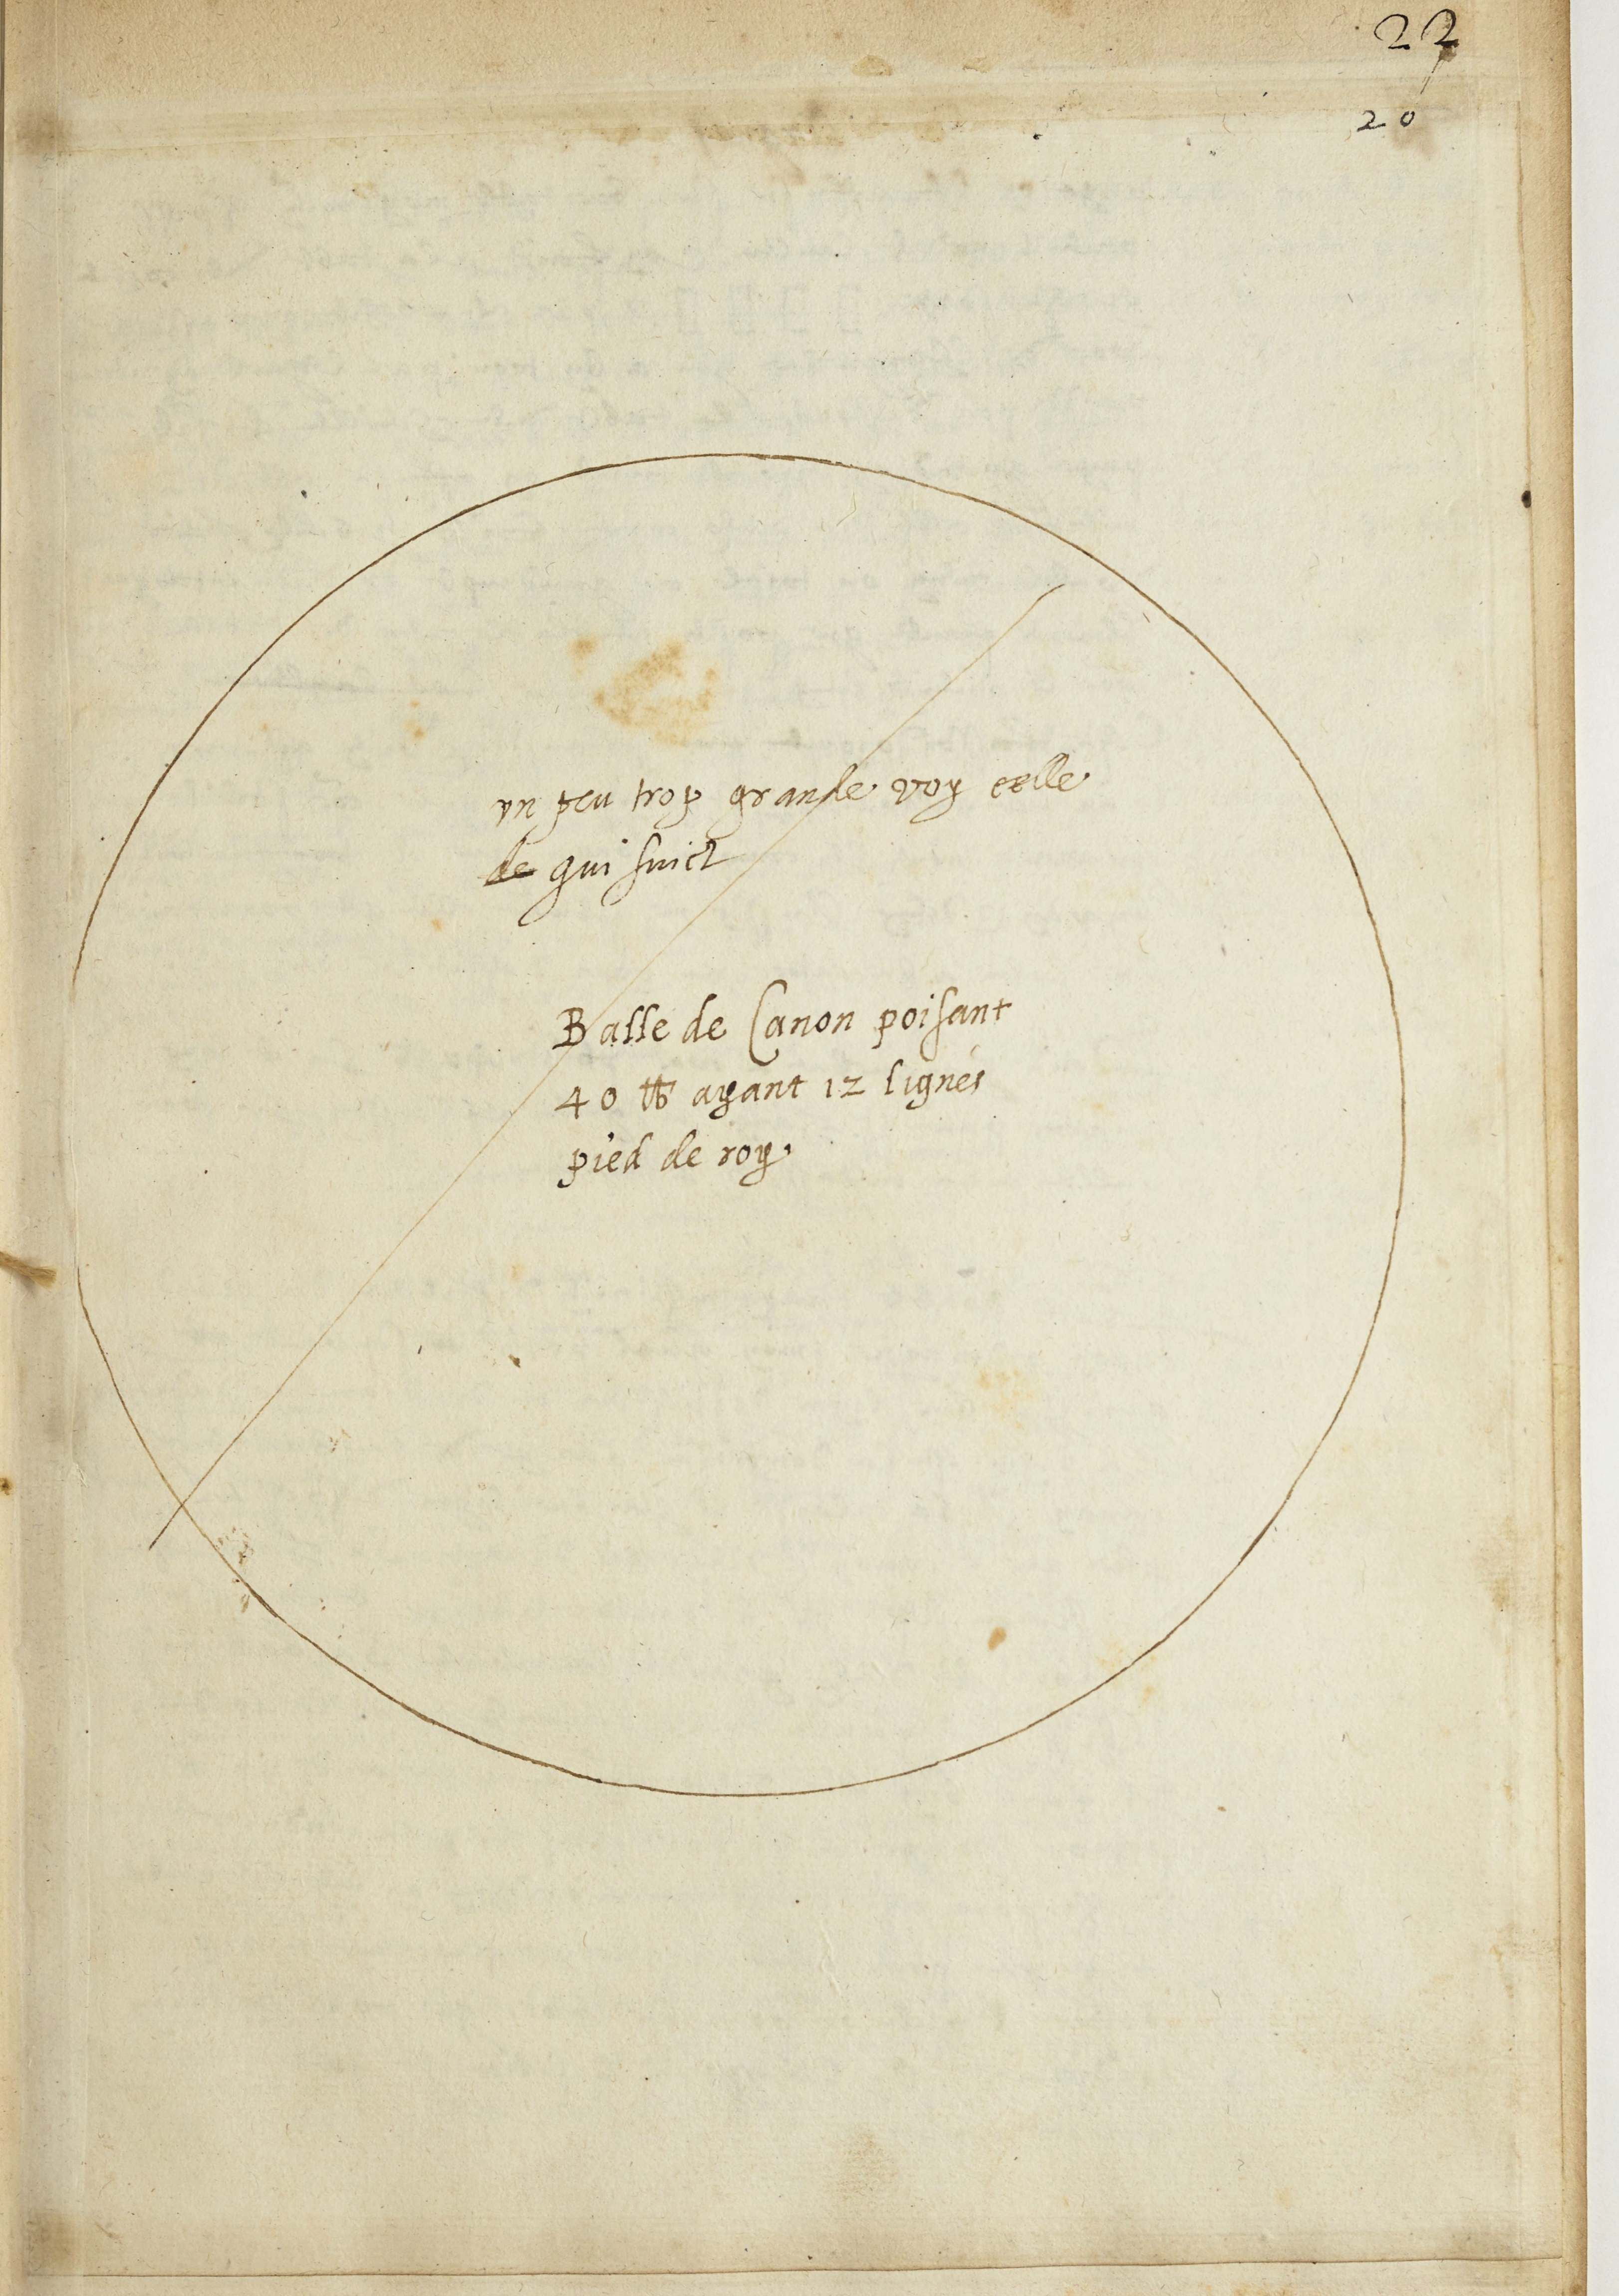 22
20
vn peu trop grande voy celle
de qui suict
Balle de Canon poisant
40 ℔ ayant 12 lignes
pied de roy